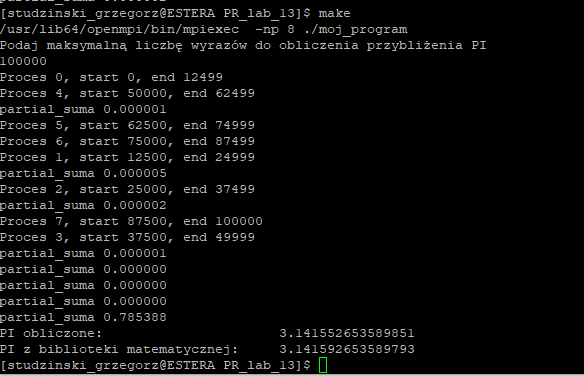 [studzinski_grzegorz@ESTERA PR_lab_13]$ make
/usr/lib64/openmpi/bin/mpiexec  -np 8 ./moj_program
Podaj maksymalną liczbę wyrazów do obliczenia przybliżenia PI
100000
Proces 0, start 0, end 12499
Proces 4, start 50000, end 62499
partial_suma 0.000001
Proces 5, start 62500, end 74999
Proces 6, start 75000, end 87499
Proces 1, start 12500, end 24999
partial_suma 0.000005
Proces 2, start 25000, end 37499
partial_suma 0.000002
Proces 7, start 87500, end 100000
Proces 3, start 37500, end 49999
partial_suma 0.000001
partial_suma 0.000000
partial_suma 0.000000
partial_suma 0.000000
partial_suma 0.785388
PI obliczone:                      3.141552653589851
PI z biblioteki matematycznej:     3.141592653589793
[studzinski_grzegorz@ESTERA PR_lab_13]$